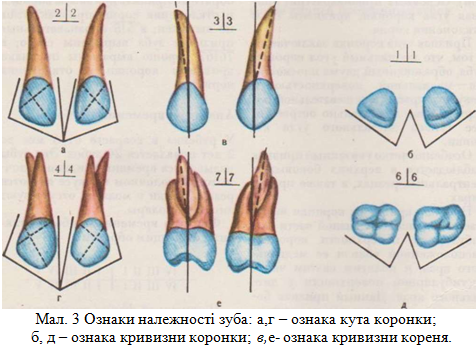 2|2
3|3
1|1
а
в
б
4|4
7|7
6|6
г
е
д
Мал. 3 Ознаки належності зуба: а,г – ознака кута коронки;
б, д – ознака кривизни коронки; в,е- ознака кривизни кореня.